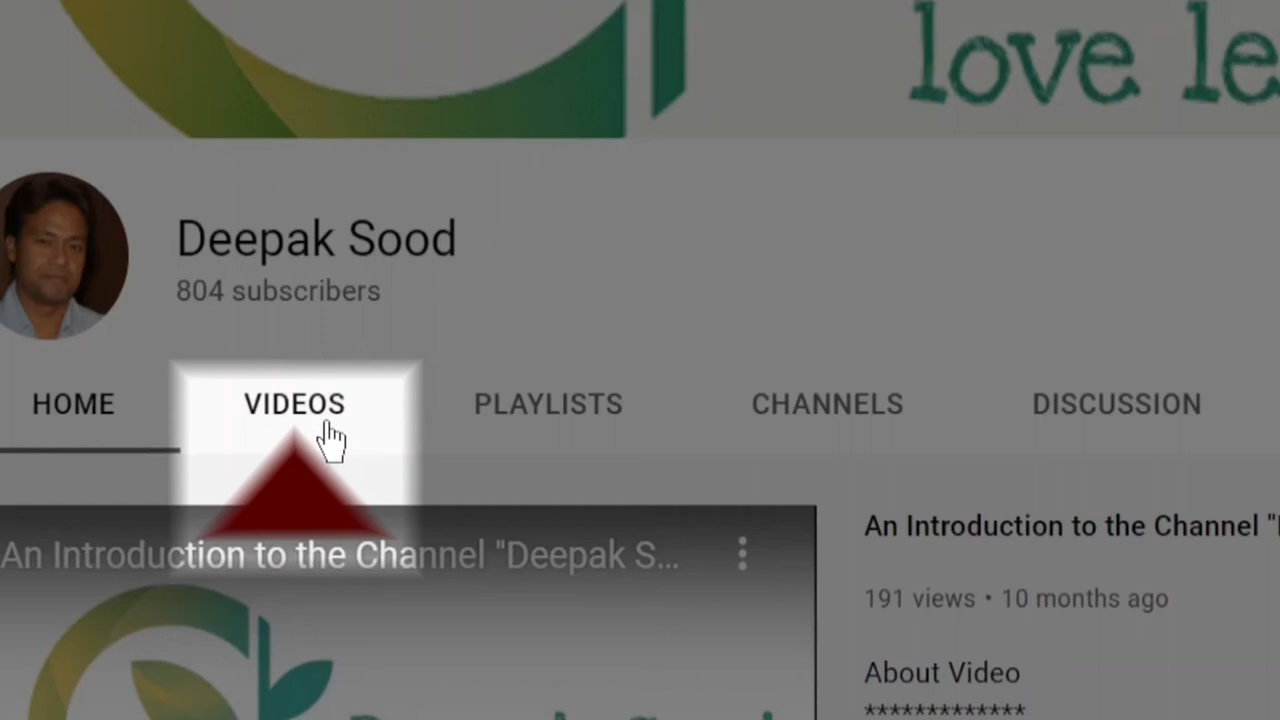 love le
Deepak Sood
804 subscribers
HOME VIDEOS PLAYLISTS CHANNELS DISCUSSION
An Introduction to the Channel "Deepak S...
An Introduction to the Channel "
191 views • 10 months ago
About Video
*************